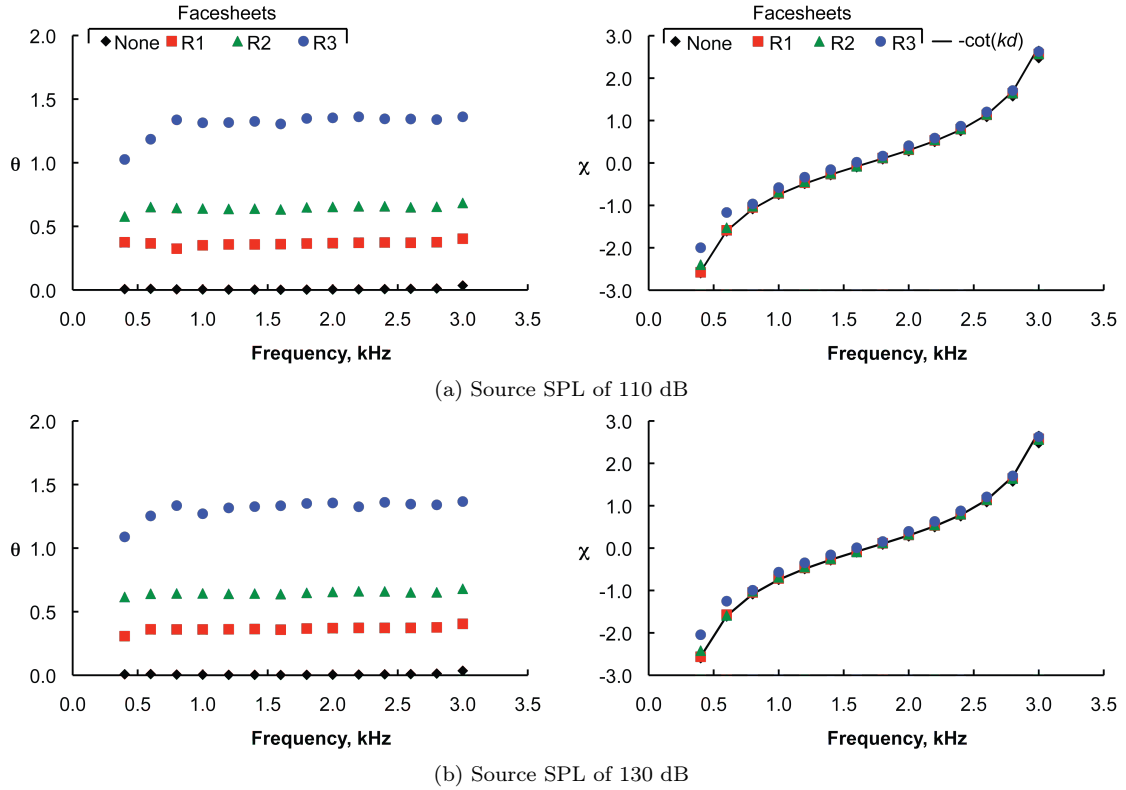 Facesheets
None R1 R2 R3
2.0
1.5
1.0
0.5
0.0
θ
0.0 0.5 1.0 1.5 2.0 2.5 3.0 3.5
Frequency, kHz
Facesheets
None R1 R2 R3 -cot(kd)
3.0
2.0
1.0
0.0
-1.0
-2.0
-3.0
χ
0.0 0.5 1.0 1.5 2.0 2.5 3.0 3.5
Frequency, kHz
(a) Source SPL of 110 dB
2.0
1.5
1.0
0.5
0.0
θ
0.0 0.5 1.0 1.5 2.0 2.5 3.0 3.5
Frequency, kHz
3.0
2.0
1.0
0.0
-1.0
-2.0
-3.0
χ
0.0 0.5 1.0 1.5 2.0 2.5 3.0 3.5
Frequency, kHz
(b) Source SPL of 130 dB